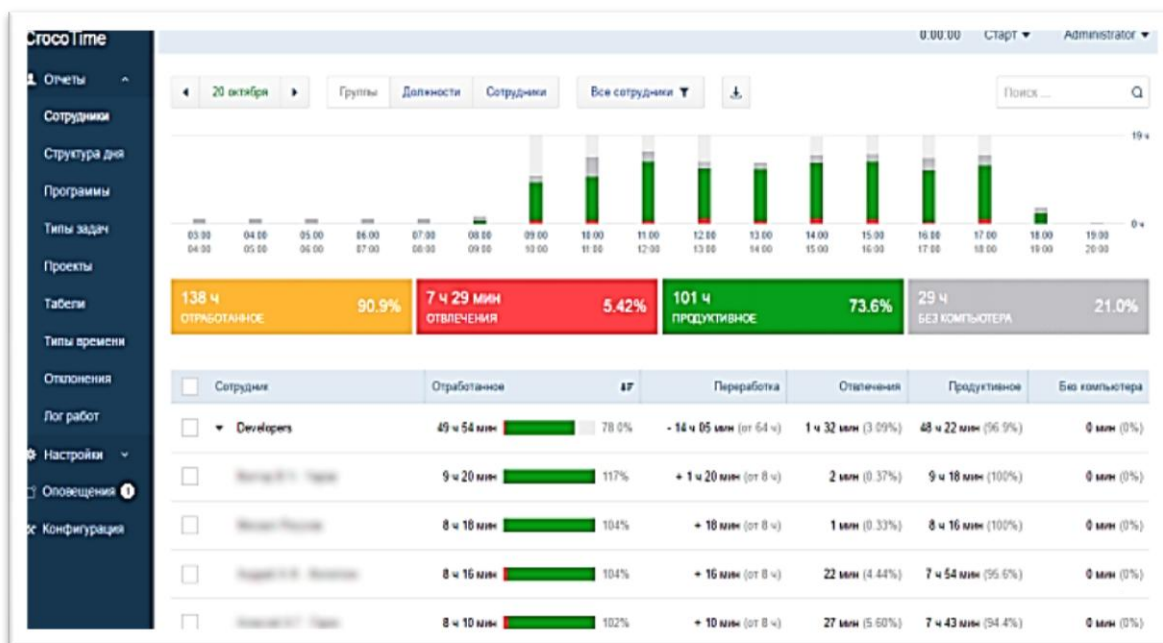 CrocoTime
0:00:00 Старт Administrator
Отчеты
20 октября Группы Должности Сотрудники Все сотрудники Поиск ...
Сотрудники
Структура дня
Программы
Типы задач
Проекты
Табели
Типы времени
Отклонения
Лог работ
Настройки
Оповещения 1
Конфигурация
19 ч
0 ч
03:00 04:00 05:00 06:00 07:00 08:00 09:00 10:00 11:00 12:00 13:00 14:00 15:00 16:00 17:00 18:00 19:00
04:00 05:00 06:00 07:00 08:00 09:00 10:00 11:00 12:00 13:00 14:00 15:00 16:00 17:00 18:00 19:00 20:00
138 ч 90.9% 7 ч 29 мин 5.42% 101 ч 73.6% 29 ч 21.0%
ОТРАБОТАННОЕ ОТВЛЕЧЕНИЯ ПРОДУКТИВНОЕ БЕЗ КОМПЬЮТЕРА
Сотрудник Отработанное Переработка Отвлечения Продуктивное Без компьютера
Developers 49 ч 54 мин 78.0% - 14 ч 05 мин (от 64 ч) 1 ч 32 мин (3.09%) 48 ч 22 мин (96.9%) 0 мин (0%)
9 ч 20 мин 117% + 1 ч 20 мин (от 8 ч) 2 мин (0.37%) 9 ч 18 мин (100%) 0 мин (0%)
8 ч 18 мин 104% + 18 мин (от 8 ч) 1 мин (0.33%) 8 ч 16 мин (100%) 0 мин (0%)
8 ч 16 мин 104% + 16 мин (от 8 ч) 22 мин (4.44%) 7 ч 54 мин (95.6%) 0 мин (0%)
8 ч 10 мин 102% + 10 мин (от 8 ч) 27 мин (5.60%) 7 ч 43 мин (94.4%) 0 мин (0%)